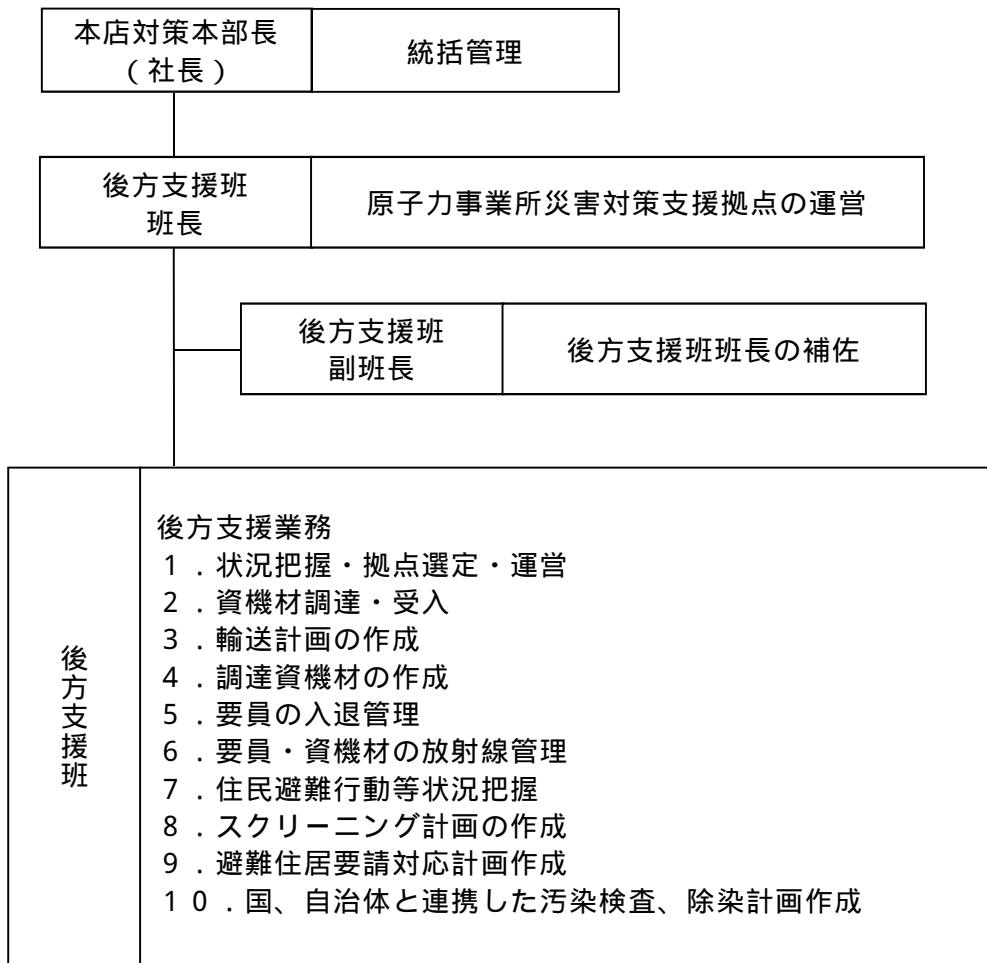 本店対策本部長
(社長)
統括管理
後方支援班
班長
原子力事業所災害対策支援拠点の運営
後方支援班
副班長
後方支援班班長の補佐
後方支援班
後方支援業務
1．状況把握・拠点選定・運営
2．資機材調達・受入
3．輸送計画の作成
4．調達資機材の作成
5．要員の入退管理
6．要員・資機材の放射線管理
7．住民避難行動等状況把握
8．スクリーニング計画の作成
9．避難住居要請対応計画作成
10．国、自治体と連携した汚染検査、除染計画作成